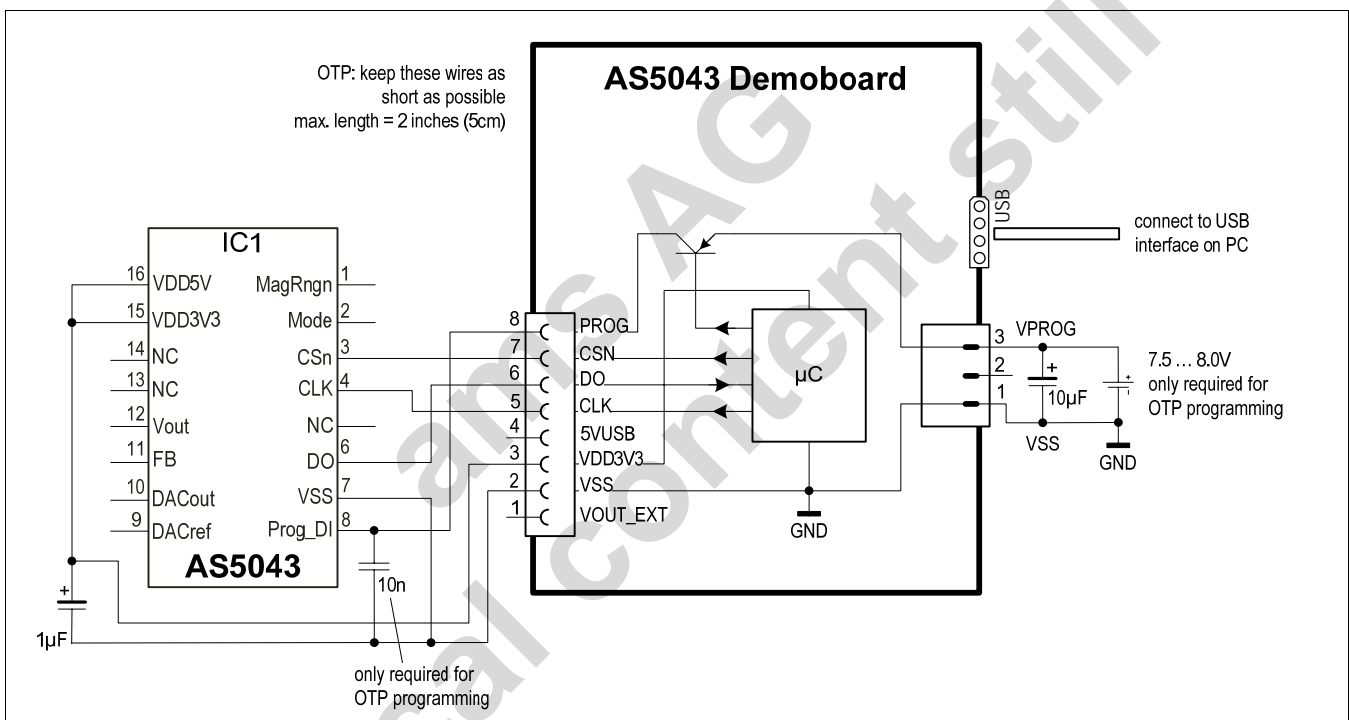 OTP: keep these wires as
short as possible
max. length = 2 inches (5cm)
AS5043 Demoboard
USB
connect to USB
interface on PC
IC1
16 VDD5V
15 VDD3V3
14 NC
13 NC
12 Vout
11 FB
10 DACout
9 DACref
MagRngn 1
Mode 2
CSn 3
CLK 4
NC
DO 6
VSS 7
Prog_DI 8
AS5043
8 PROG
7 CSN
6 DO
5 CLK
4 5VUSB
3 VDD3V3
2 VSS
1 VOUT_EXT
µC
GND
3 VPROG
2
1
+
10µF
VSS
+
-
GND
7.5 … 8.0V
only required for
OTP programming
+
1µF
10n
only required for
OTP programming
ams AG
cal content still